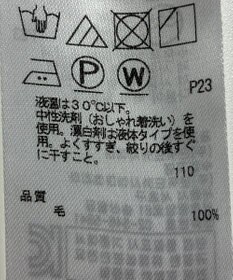 P
W
P23
液温は30℃以下。
中性洗剤（おしゃれ着洗い）を
使用。漂白剤は液体タイプを使
用。よくすすぎ、絞りの後すぐ
に干すこと。
110
品質
毛 100%